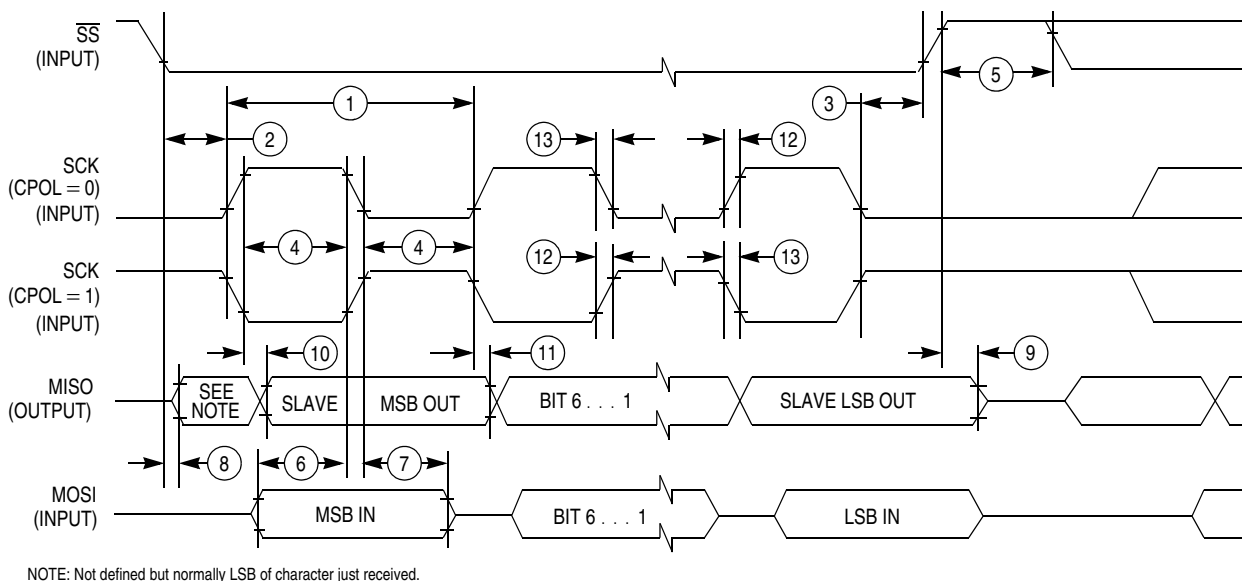 SS
(INPUT)
5
1
3
2
13
12
SCK
(CPOL = 0)
(INPUT)
4
4
SCK
(CPOL = 1)
(INPUT)
12
13
10
11
9
MISO
(OUTPUT)
SEE
NOTE
SLAVE
MSB OUT
BIT 6 . . . 1
SLAVE LSB OUT
8
6
7
MOSI
(INPUT)
MSB IN
BIT 6 . . . 1
LSB IN
NOTE: Not defined but normally LSB of character just received.